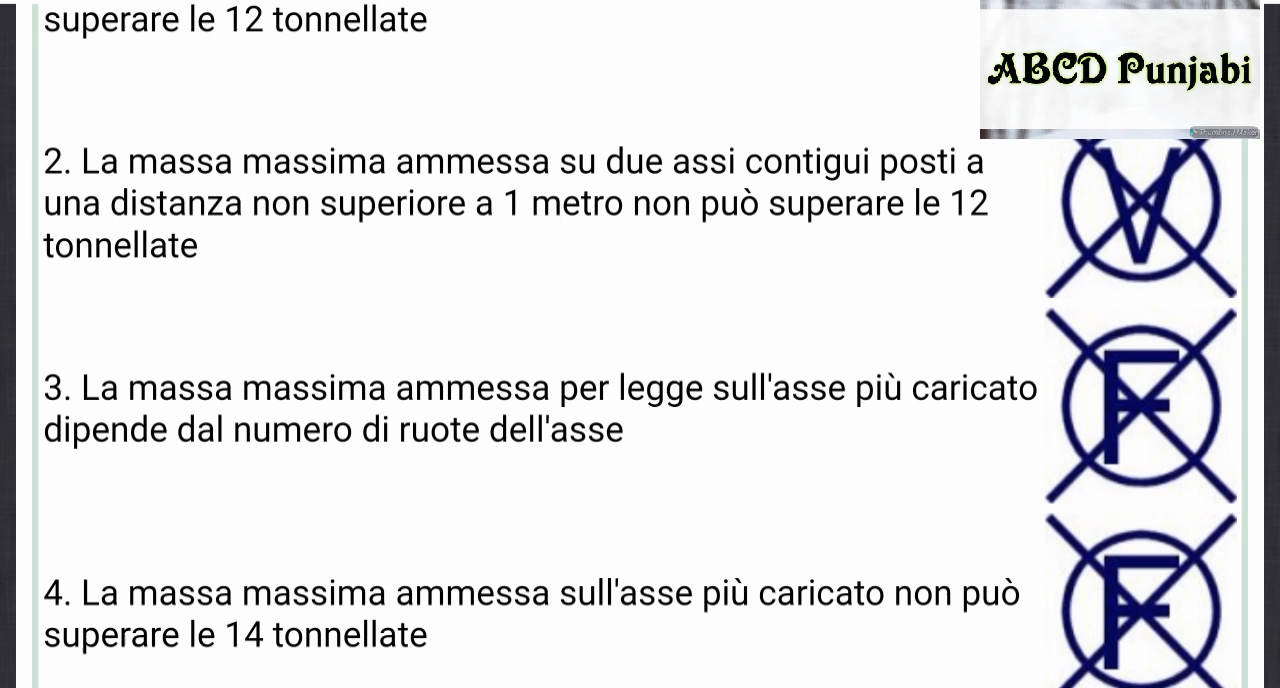 superare le 12 tonnellate
ABCD Punjabi
2. La massa massima ammessa su due assi contigui posti a
una distanza non superiore a 1 metro non può superare le 12
tonnellate
V
3. La massa massima ammessa per legge sull'asse più caricato
dipende dal numero di ruote dell'asse
F
4. La massa massima ammessa sull'asse più caricato non può
superare le 14 tonnellate
F